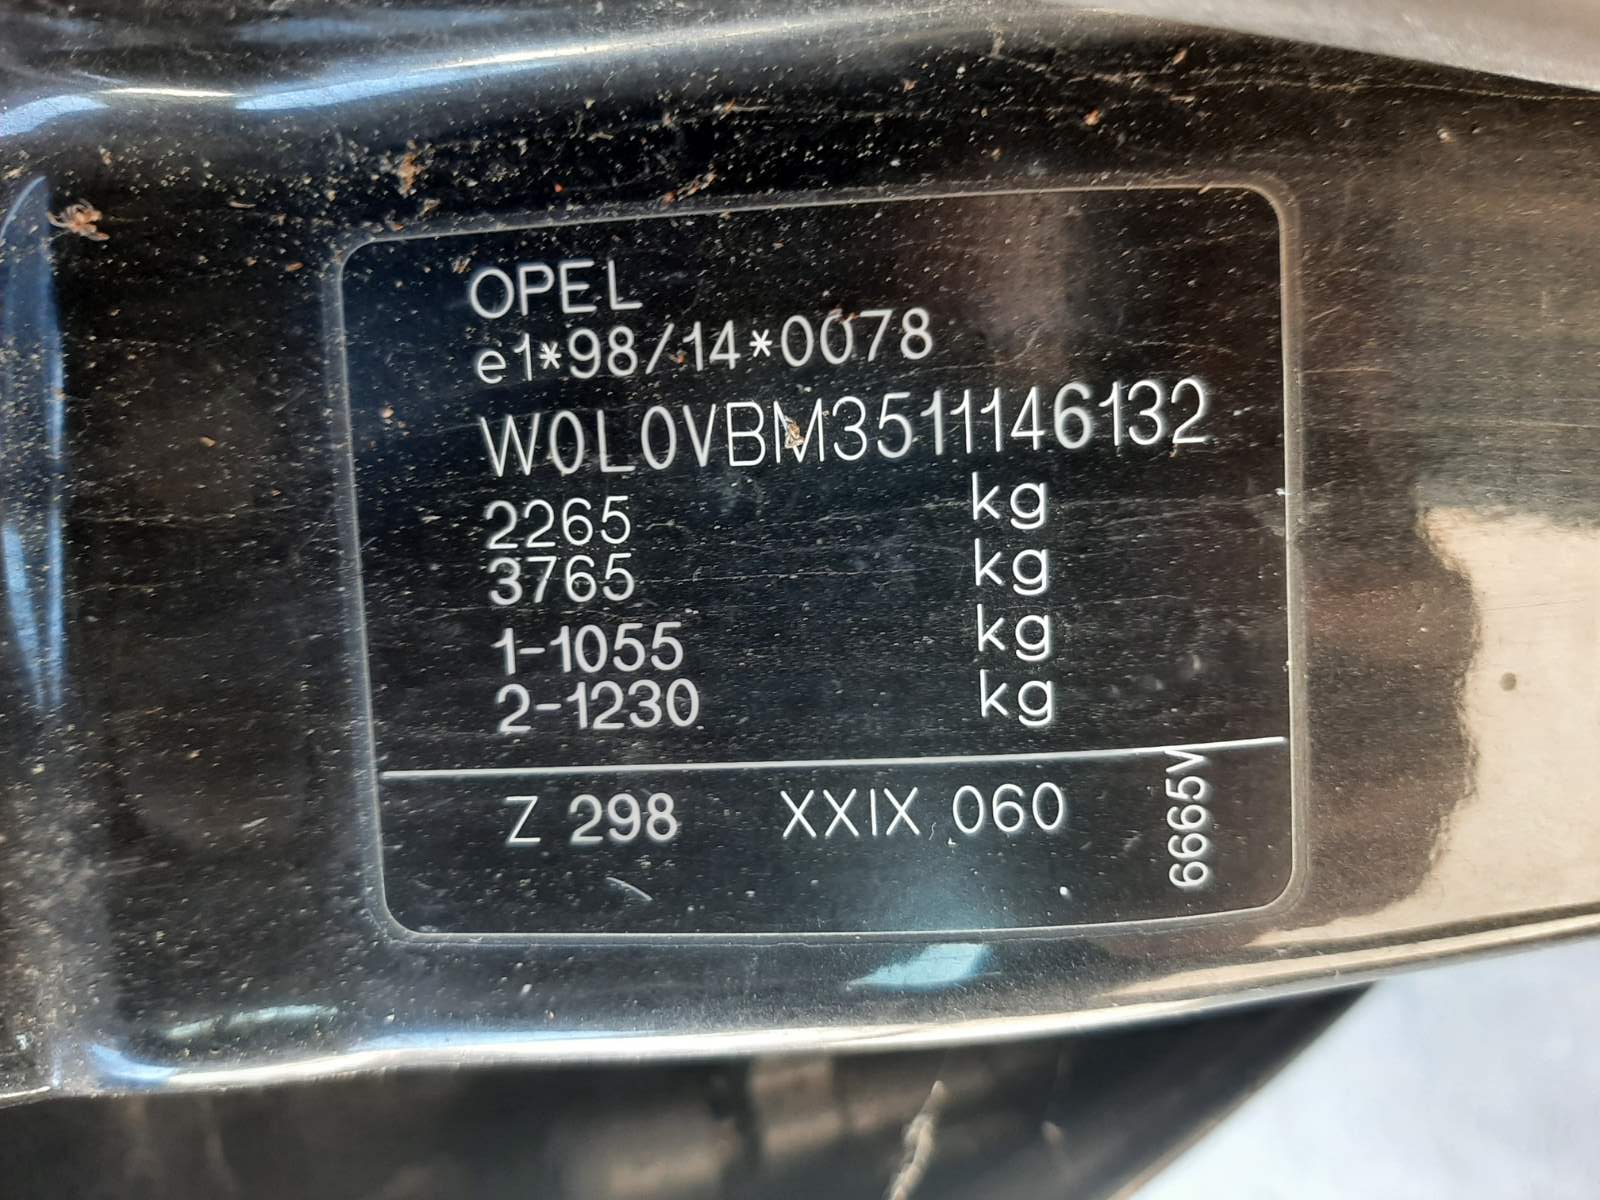 OPEL
e1*98/14*0078
W0L0VBM3511146132
2265 kg
3765 kg
1-1055 kg
2-1230 kg
Z 298 XXIX 060
6665W